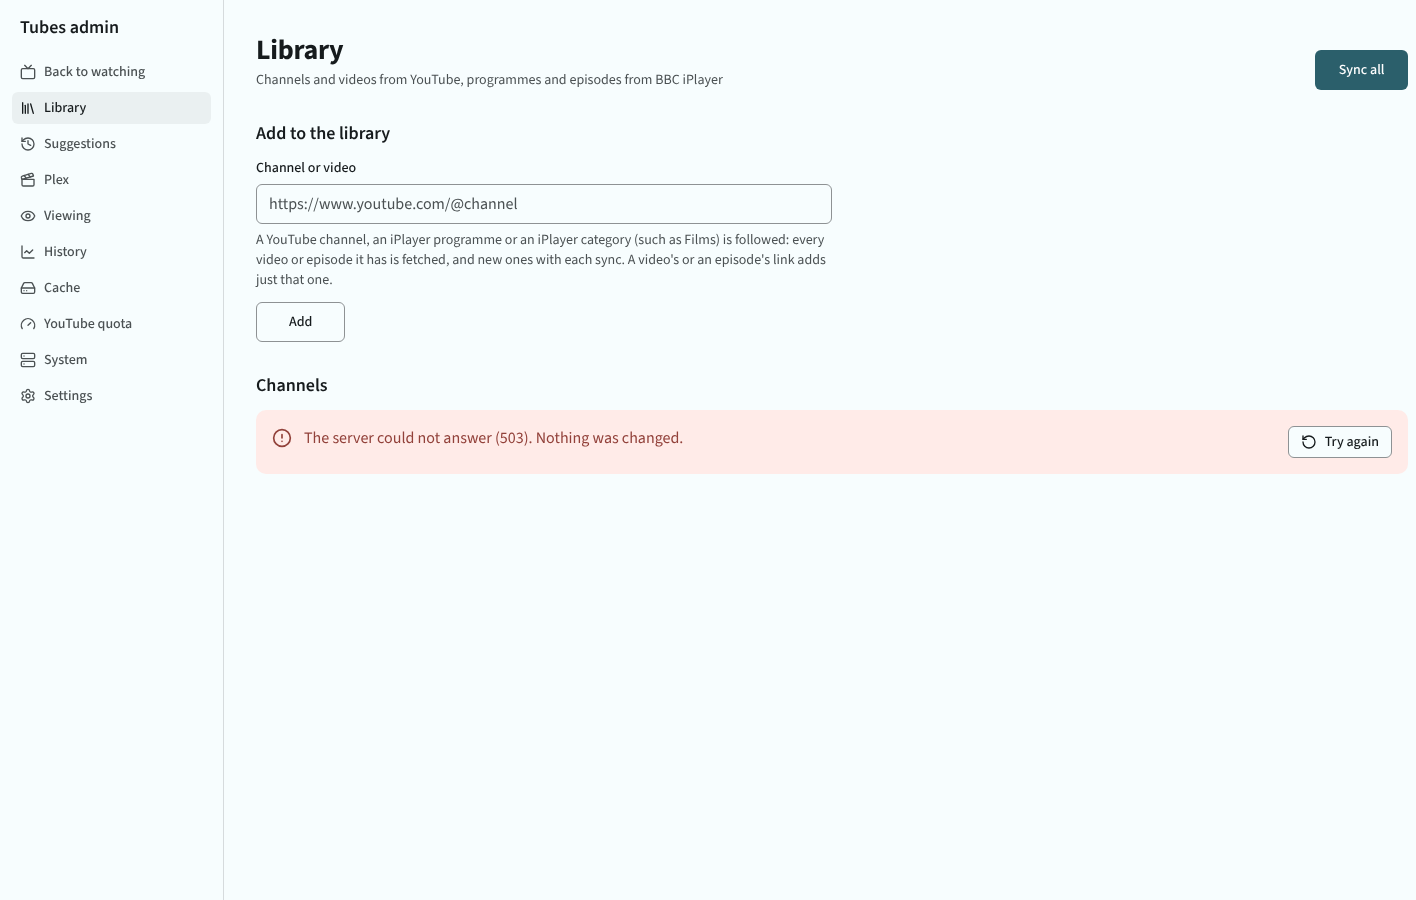 Tubes admin
Back to watching
Library
Suggestions
Plex
Viewing
History
Cache
YouTube quota
System
Settings
Library
Channels and videos from YouTube, programmes and episodes from BBC iPlayer
Sync all
Add to the library
Channel or video
https://www.youtube.com/@channel
A YouTube channel, an iPlayer programme or an iPlayer category (such as Films) is followed: every
video or episode it has is fetched, and new ones with each sync. A video's or an episode's link adds
just that one.
Add
Channels
The server could not answer (503). Nothing was changed.
Try again